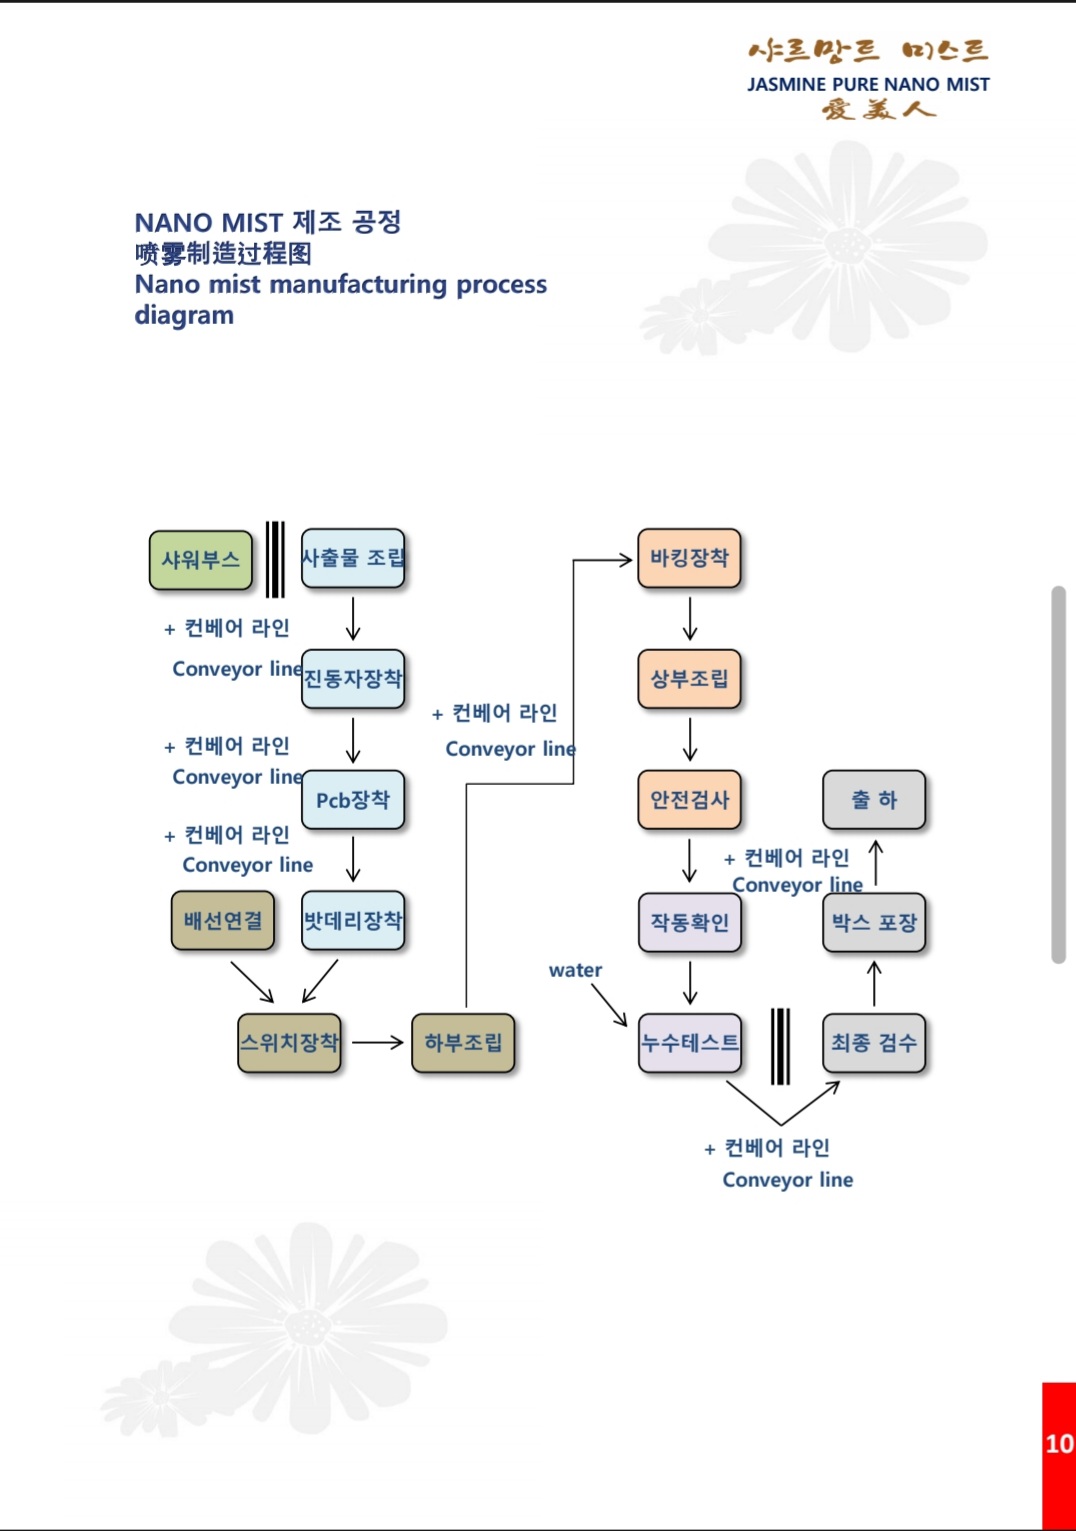 샤르망트 미스트
JASMINE PURE NANO MIST
愛美人
NANO MIST 제조 공정
喷雾制造过程图
Nano mist manufacturing process
diagram
샤워부스
사출물 조립
+ 컨베어 라인
Conveyor line
진동자장착
+ 컨베어 라인
Conveyor line
Pcb장착
+ 컨베어 라인
Conveyor line
배선연결
밧데리장착
스위치장착
하부조립
+ 컨베어 라인
Conveyor line
바킹장착
상부조립
안전검사
작동확인
water
누수테스트
+ 컨베어 라인
Conveyor line
최종 검수
박스 포장
+ 컨베어 라인
Conveyor line
출 하
10